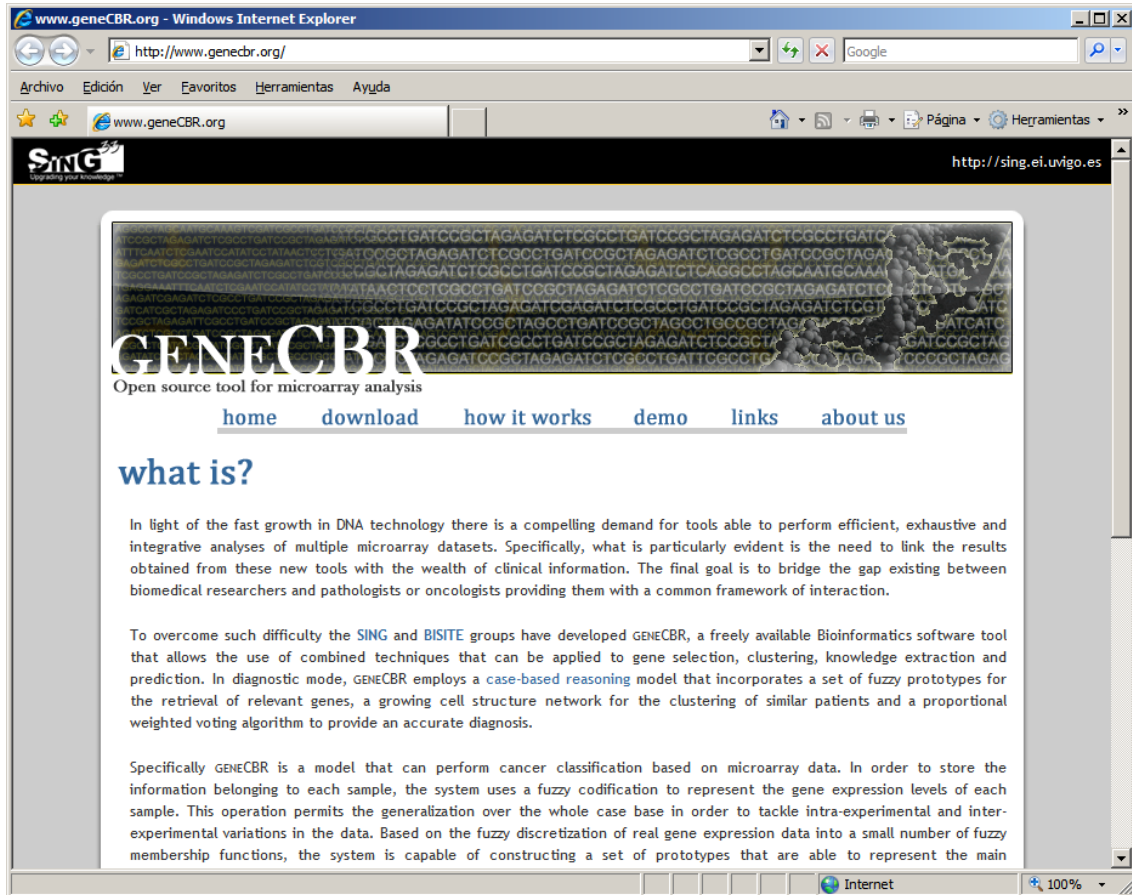 www.geneCBR.org - Windows Internet Explorer
http://www.genecbr.org/
Google
Archivo Edición Ver Favoritos Herramientas Ayuda
www.geneCBR.org
Página Herramientas
SING
Upgrading your knowledge ™
http://sing.ei.uvigo.es
GENECBR
Open source tool for microarray analysis
home download how it works demo links about us
what is?
In light of the fast growth in DNA technology there is a compelling demand for tools able to perform efficient, exhaustive and
integrative analyses of multiple microarray datasets. Specifically, what is particularly evident is the need to link the results
obtained from these new tools with the wealth of clinical information. The final goal is to bridge the gap existing between
biomedical researchers and pathologists or oncologists providing them with a common framework of interaction.
To overcome such difficulty the SING and BISITE groups have developed GENECBR, a freely available Bioinformatics software tool
that allows the use of combined techniques that can be applied to gene selection, clustering, knowledge extraction and
prediction. In diagnostic mode, GENECBR employs a case-based reasoning model that incorporates a set of fuzzy prototypes for
the retrieval of relevant genes, a growing cell structure network for the clustering of similar patients and a proportional
weighted voting algorithm to provide an accurate diagnosis.
Specifically GENECBR is a model that can perform cancer classification based on microarray data. In order to store the
information belonging to each sample, the system uses a fuzzy codification to represent the gene expression levels of each
sample. This operation permits the generalization over the whole case base in order to tackle intra-experimental and inter-
experimental variations in the data. Based on the fuzzy discretization of real gene expression data into a small number of fuzzy
membership functions, the system is capable of constructing a set of prototypes that are able to represent the main
Internet 100%